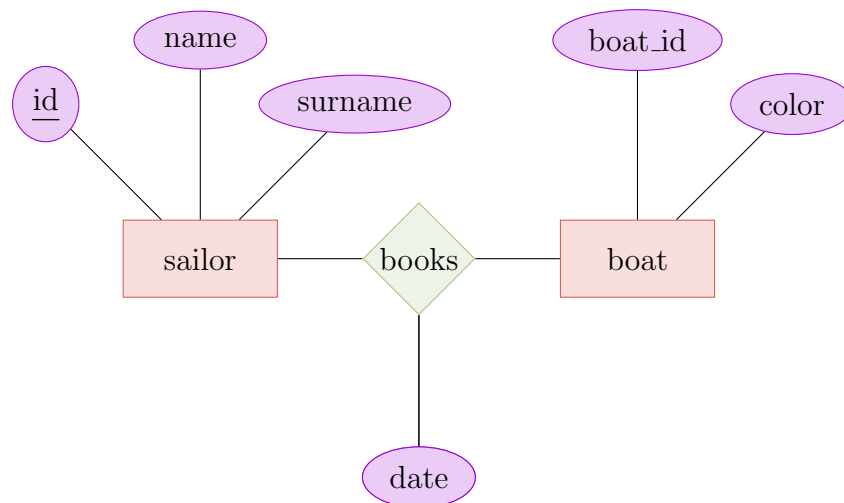 name
boat_id
id
surname
color
sailor
books
boat
date